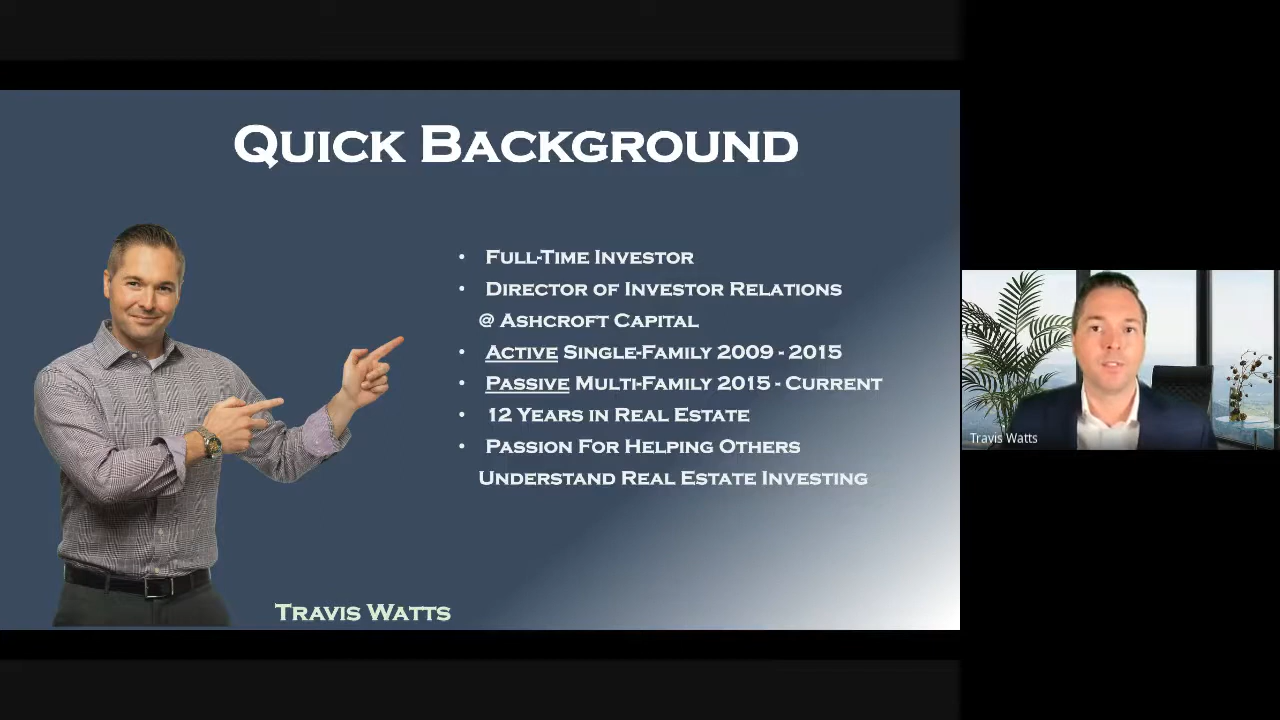 Quick Background
• Full-Time Investor
• Director of Investor Relations
@ Ashcroft Capital
• Active Single-Family 2009 - 2015
• Passive Multi-Family 2015 - Current
• 12 Years in Real Estate
• Passion For Helping Others
Understand Real Estate Investing
Travis Watts
Travis Watts